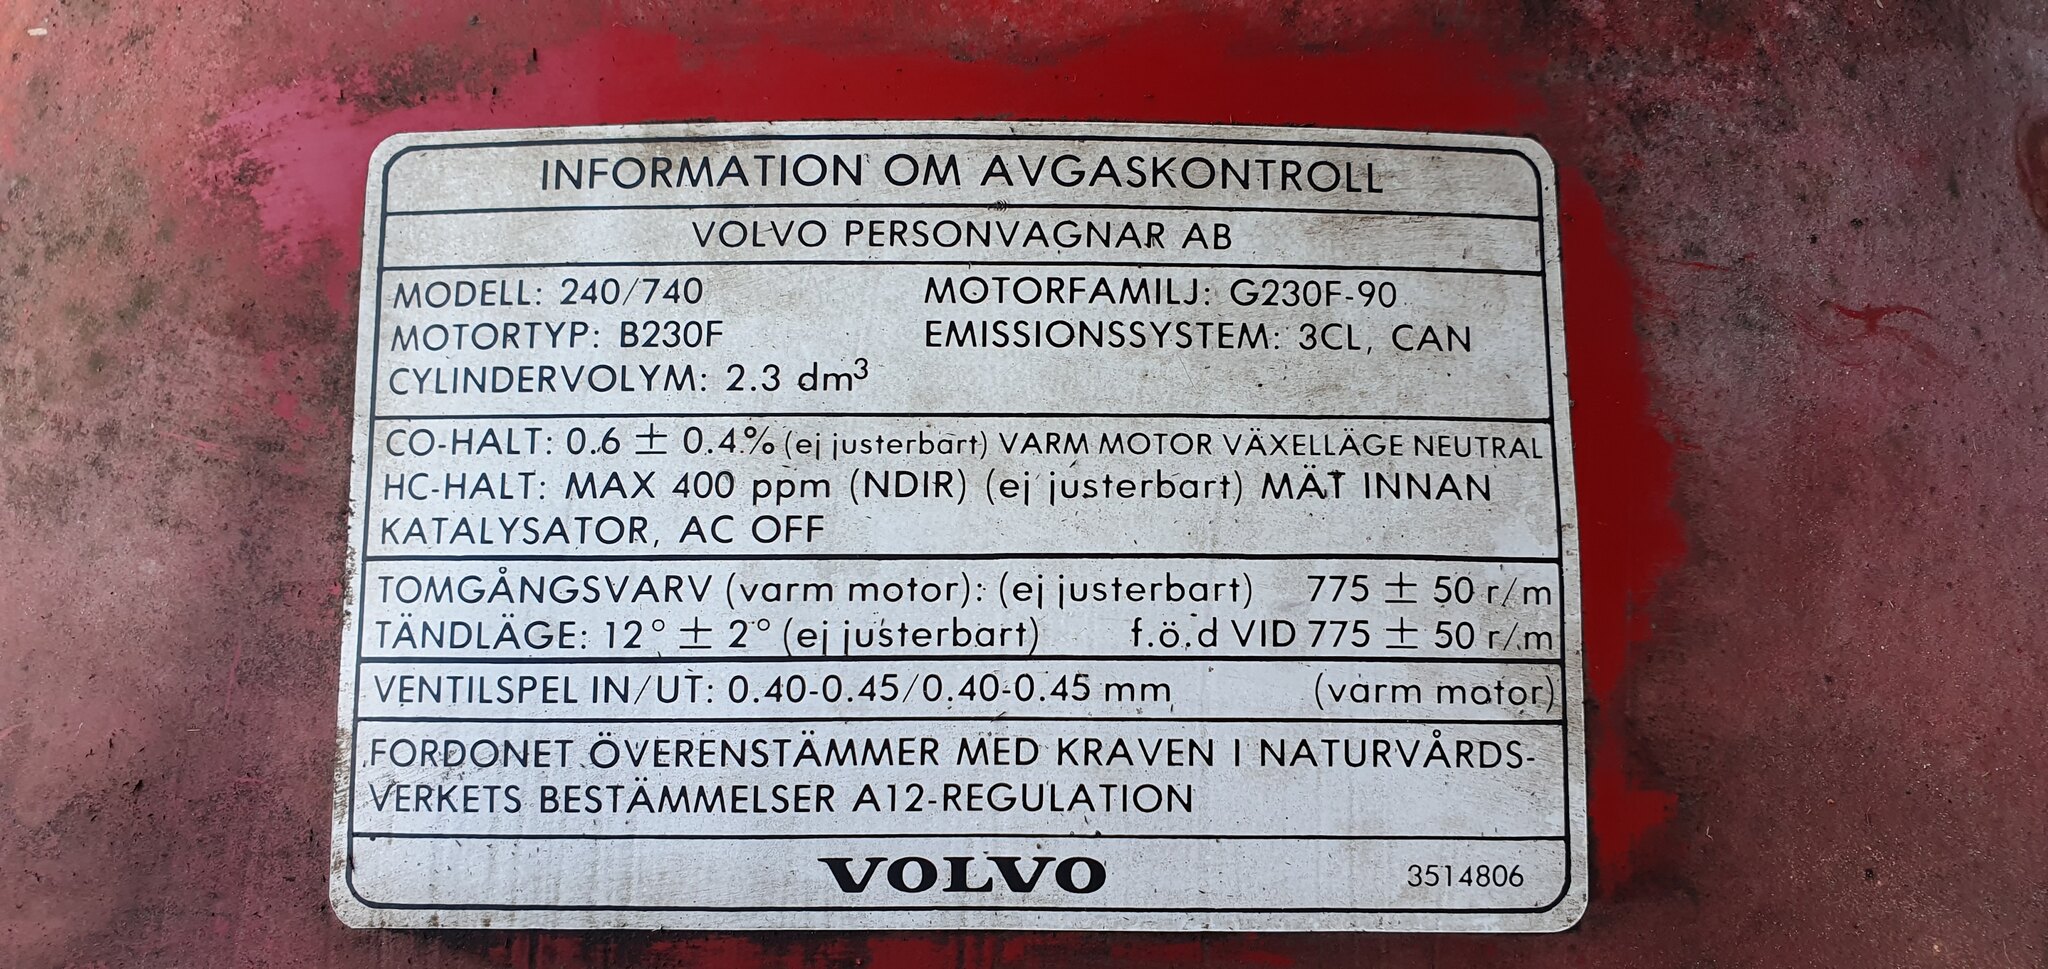 INFORMATION OM AVGASKONTROLL
VOLVO PERSONVAGNAR AB
MODELL: 240/740 MOTORFAMILJ: G230F-90
MOTORTYP: B230F EMISSIONSSYSTEM: 3CL, CAN
CYLINDERVOLYM: 2.3 dm³
CO-HALT: 0.6 ± 0.4% (ej justerbart) VARM MOTOR VÄXELLÄGE NEUTRAL
HC-HALT: MAX 400 ppm (NDIR) (ej justerbart) MÄT INNAN
KATALYSATOR, AC OFF
TOMGÅNGSVARV (varm motor): (ej justerbart) 775 ± 50 r/m
TÄNDLÄGE: 12° ± 2° (ej justerbart) f.ö.d VID 775 ± 50 r/m
VENTILSPEL IN/UT: 0.40-0.45/0.40-0.45 mm (varm motor)
FORDONET ÖVERENSTÄMMER MED KRAVEN I NATURVÅRDS-
VERKETS BESTÄMMELSER A12-REGULATION
VOLVO 3514806